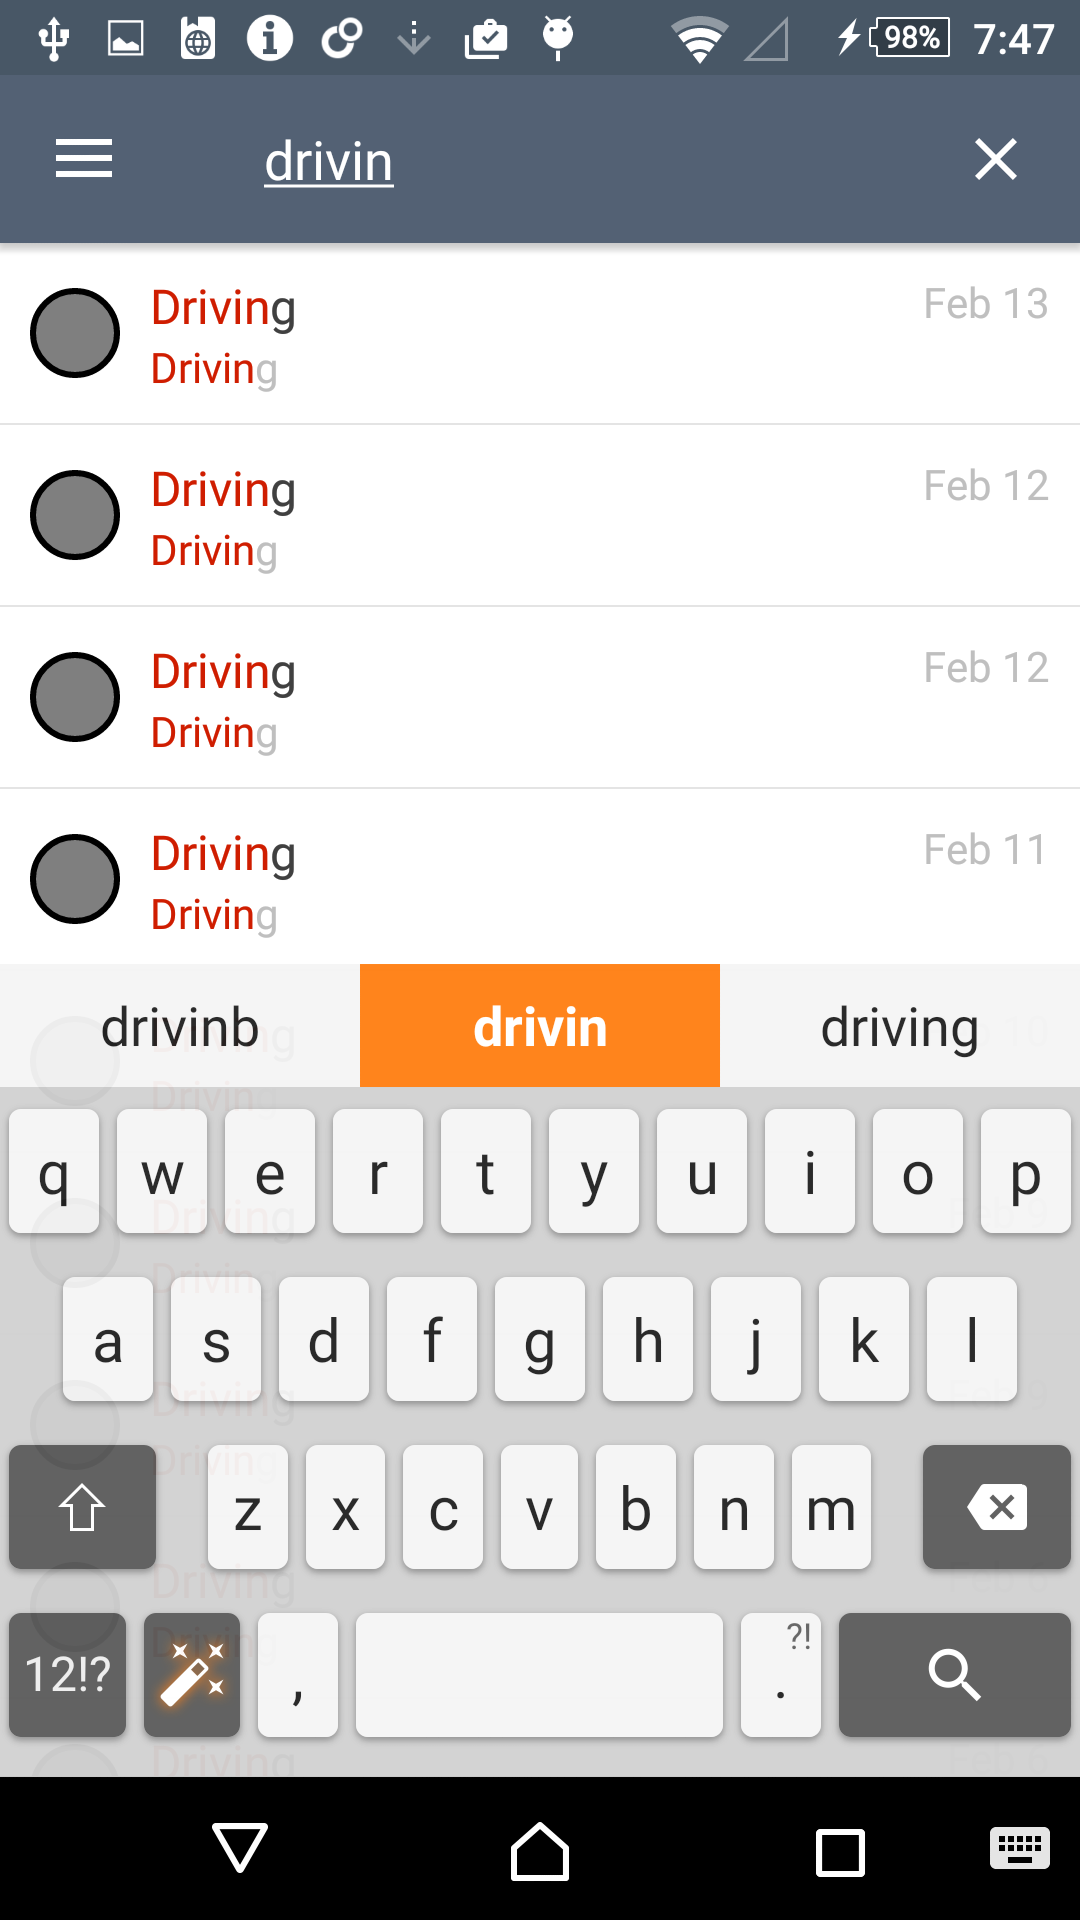 98% 7:47
drivin
Driving Feb 13
Driving
Driving Feb 12
Driving
Driving Feb 12
Driving
Driving Feb 11
Driving
drivinb drivin driving
q w e r t y u i o p
a s d f g h j k l
z x c v b n m
12!? , . ?!